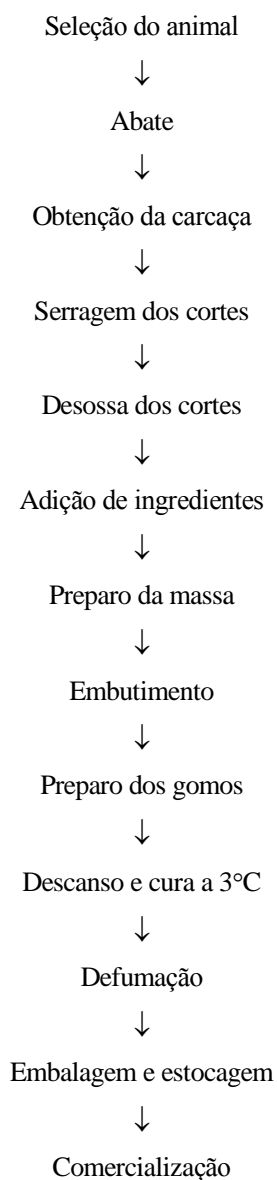 Seleção do animal
↓
Abate
↓
Obtenção da carcaça
↓
Serragem dos cortes
↓
Desossa dos cortes
↓
Adição de ingredientes
↓
Preparo da massa
↓
Embutimento
↓
Preparo dos gomos
↓
Descanso e cura a 3°C
↓
Defumação
↓
Embalagem e estocagem
↓
Comercialização